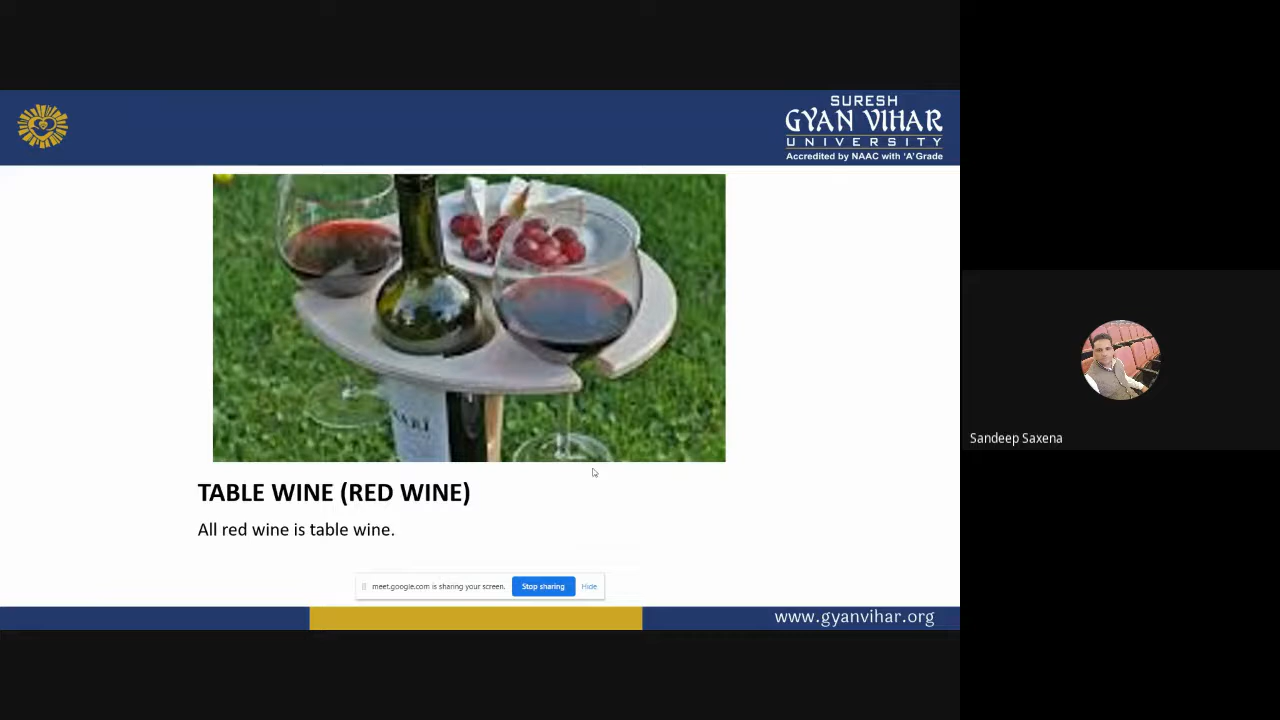 SURESH
GYAN VIHAR
UNIVERSITY
Accredited by NAAC with 'A' Grade
TABLE WINE (RED WINE)
All red wine is table wine.
meet.google.com is sharing your screen. Stop sharing Hide
www.gyanvihar.org
Sandeep Saxena